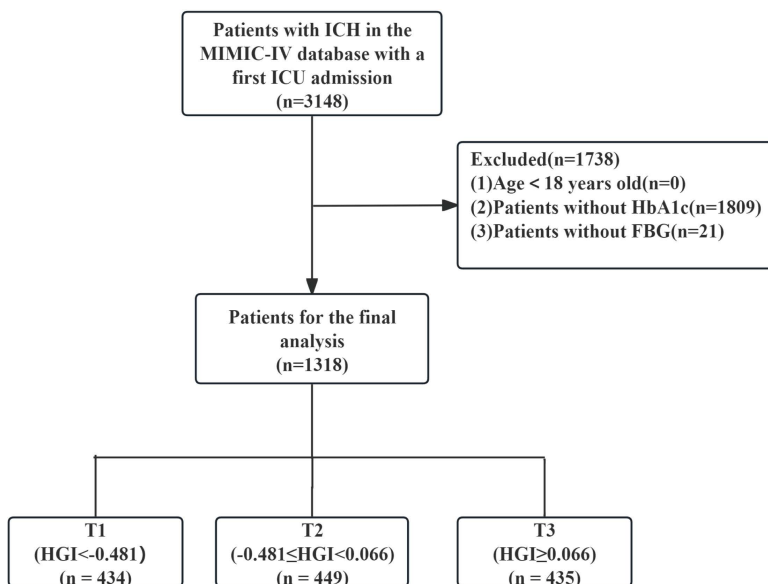 Patients with ICH in the
MIMIC-IV database with a
first ICU admission
(n=3148)
Excluded(n=1738)
(1)Age < 18 years old(n=0)
(2)Patients without HbA1c(n=1809)
(3)Patients without FBG(n=21)
Patients for the final
analysis
(n=1318)
T1
(HGI<-0.481)
(n = 434)
T2
(-0.481≤HGI<0.066)
(n = 449)
T3
(HGI≥0.066)
(n = 435)